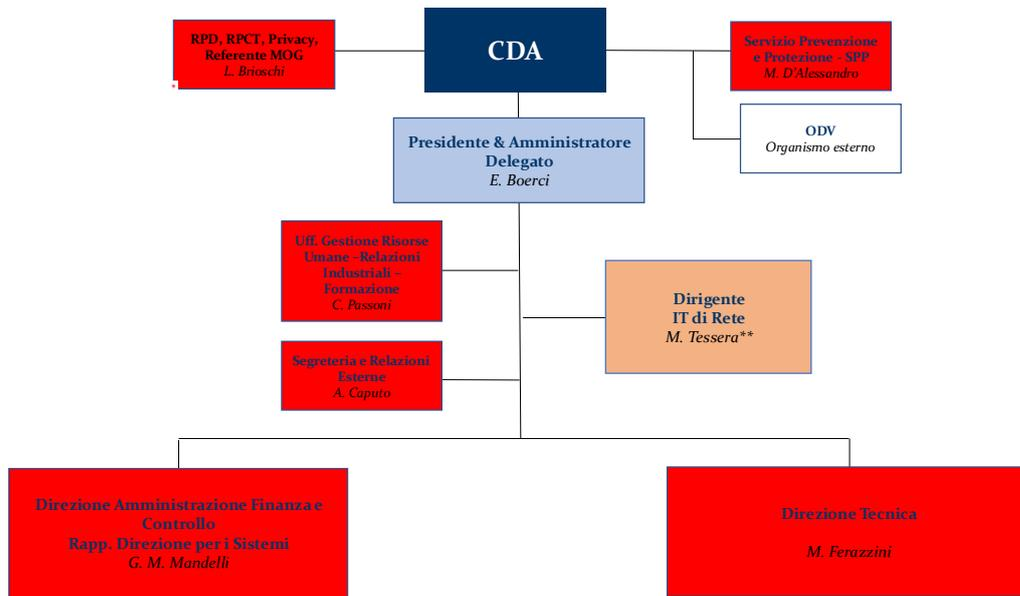 RPD, RPCT, Privacy,
Referente MOG
L. Brioschi
CDA
Servizio Prevenzione
e Protezione - SPP
M. D'Alessandro
ODV
Organismo esterno
Presidente & Amministratore
Delegato
E. Boerci
Uff. Gestione Risorse
Umane –Relazioni
Industriali –
Formazione
C. Passoni
Dirigente
IT di Rete
M. Tessera**
Segreteria e Relazioni
Esterne
A. Caputo
Direzione Amministrazione Finanza e
Controllo
Rapp. Direzione per i Sistemi
G. M. Mandelli
Direzione Tecnica
M. Ferazzini